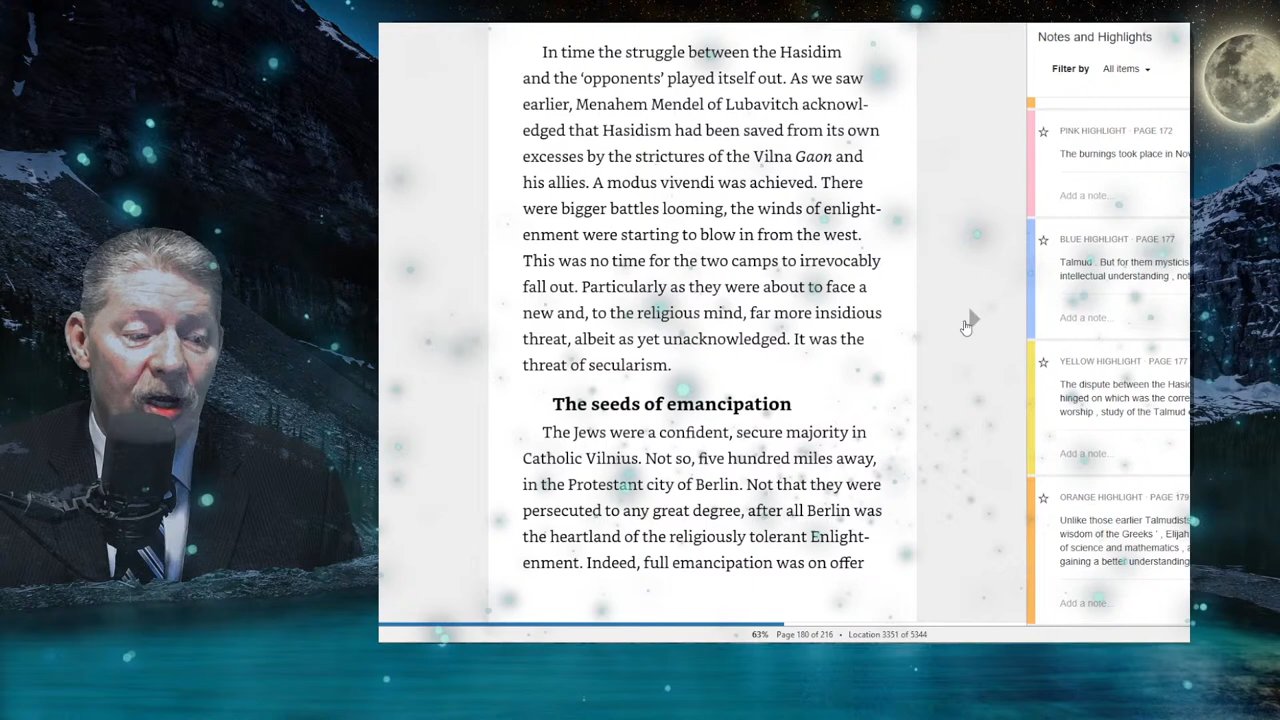 In time the struggle between the Hasidim
and the ‘opponents’ played itself out. As we saw
earlier, Menahem Mendel of Lubavitch acknowl-
edged that Hasidism had been saved from its own
excesses by the strictures of the Vilna Gaon and
his allies. A modus vivendi was achieved. There
were bigger battles looming, the winds of enlight-
enment were starting to blow in from the west.
This was no time for the two camps to irrevocably
fall out. Particularly as they were about to face a
new and, to the religious mind, far more insidious
threat, albeit as yet unacknowledged. It was the
threat of secularism.
The seeds of emancipation
The Jews were a confident, secure majority in
Catholic Vilnius. Not so, five hundred miles away,
in the Protestant city of Berlin. Not that they were
persecuted to any great degree, after all Berlin was
the heartland of the religiously tolerant Enlight-
enment. Indeed, full emancipation was on offer
63% Page 180 of 216 • Location 3351 of 5344
Notes and Highlights
Filter by All items
PINK HIGHLIGHT · PAGE 172
The burnings took place in Nov
Add a note...
BLUE HIGHLIGHT · PAGE 177
Talmud . But for them mysticis
intellectual understanding , not
Add a note...
YELLOW HIGHLIGHT · PAGE 177
The dispute between the Hasid
hinged on which was the corre
worship , study of the Talmud
Add a note...
ORANGE HIGHLIGHT · PAGE 179
Unlike those earlier Talmudist
wisdom of the Greeks ' , Elijah
of science and mathematics ,
gaining a better understanding
Add a note...